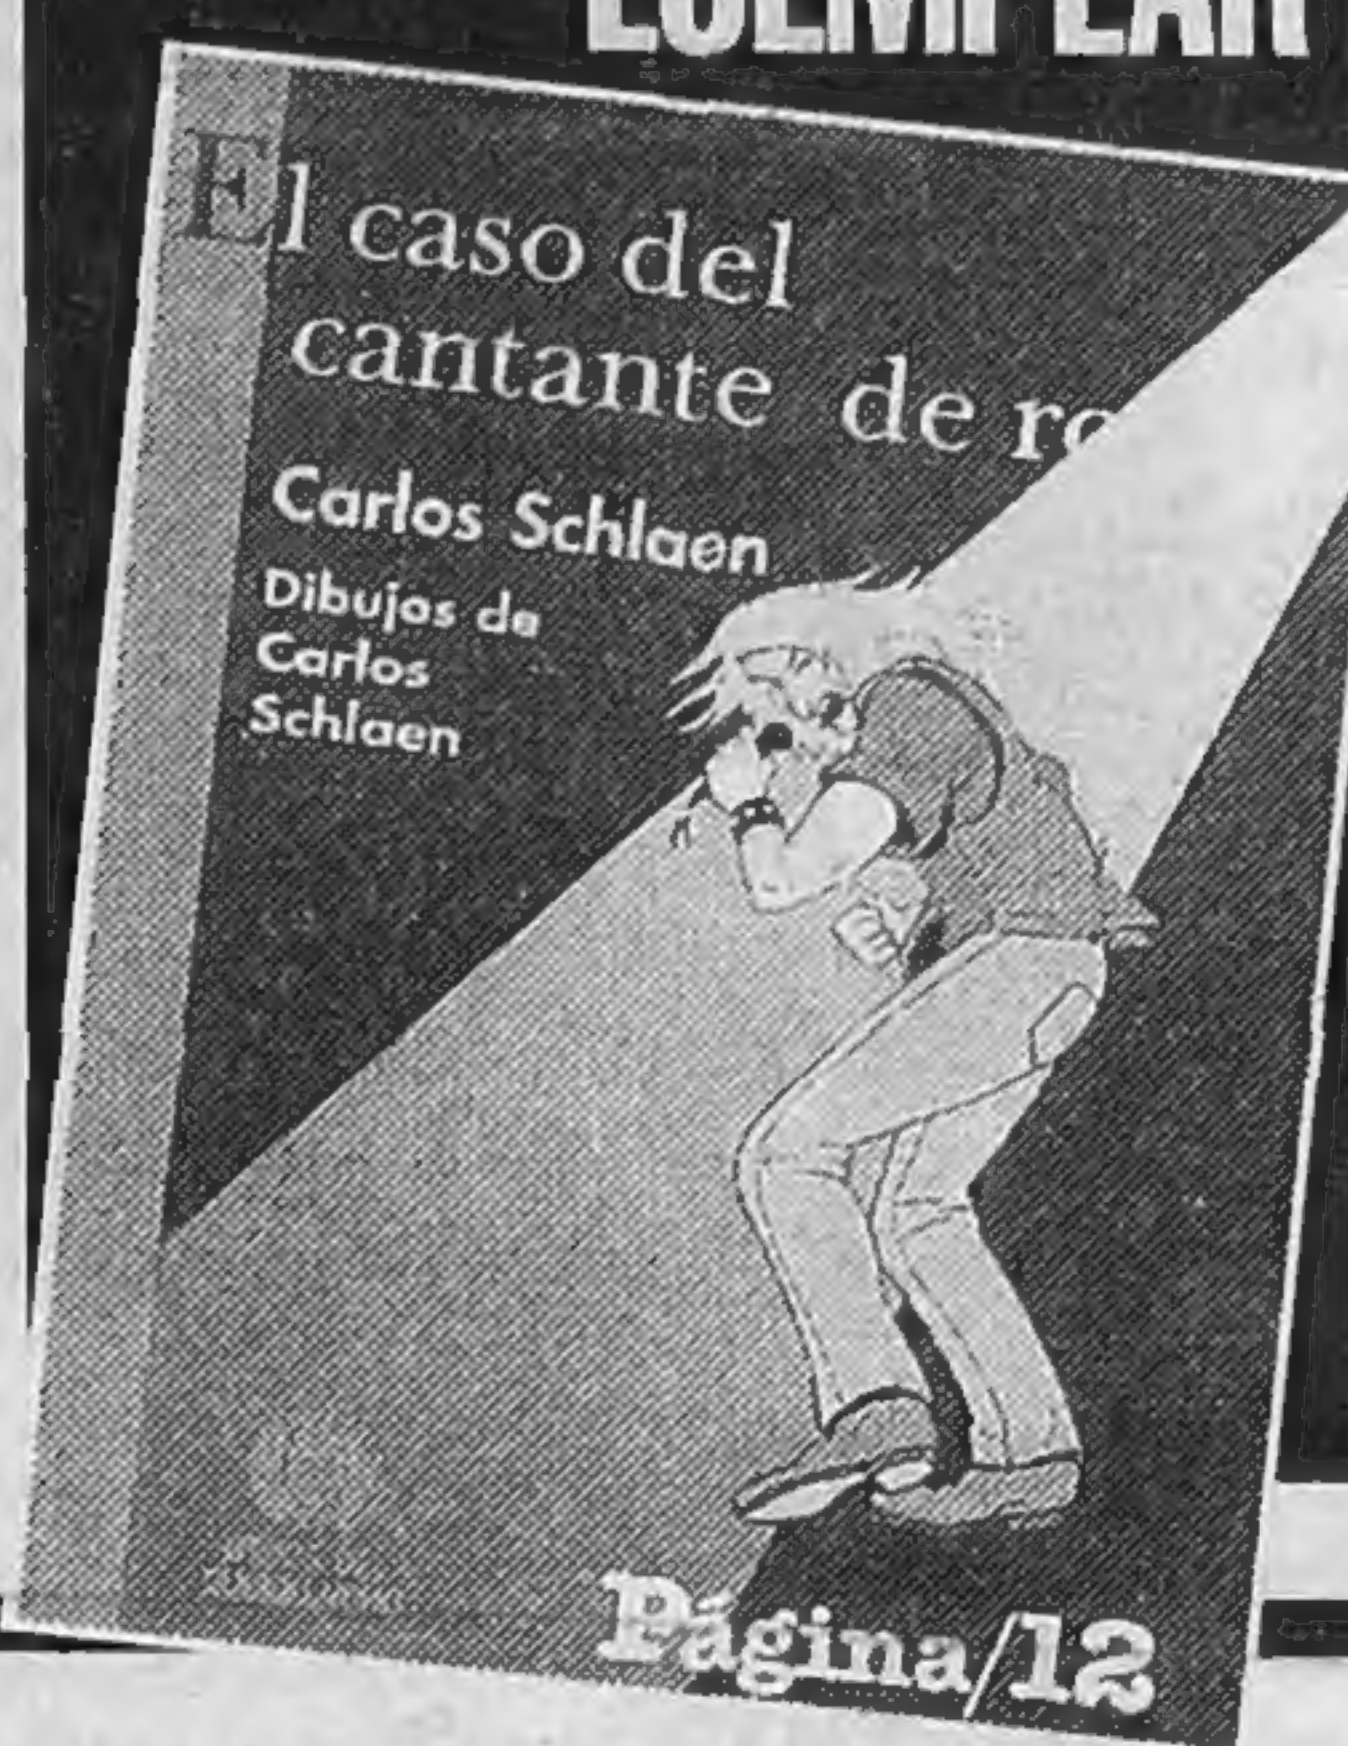 El caso del
cantante de ro
Carlos Schlaen
Dibujos de
Carlos
Schlaen
Página/12